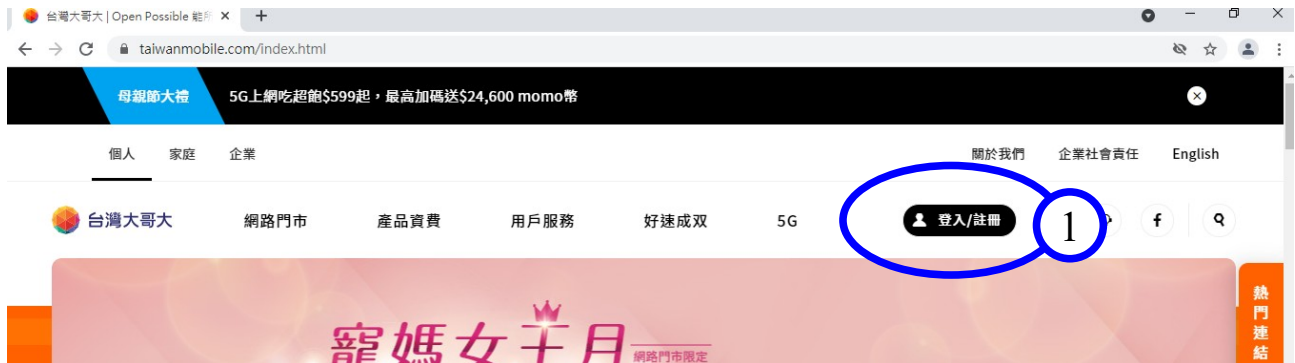 台灣大哥大 | Open Possible
taiwanmobile.com/index.html
母親節大禮 5G上網吃超飽$599起，最高加碼送$24,600 momo幣
個人 家庭 企業 關於我們 企業社會責任 English
台灣大哥大 網路門市 產品資費 用戶服務 好速成双 5G 登入/註冊 1
熱門連結
寵媽女王月 網路門市限定